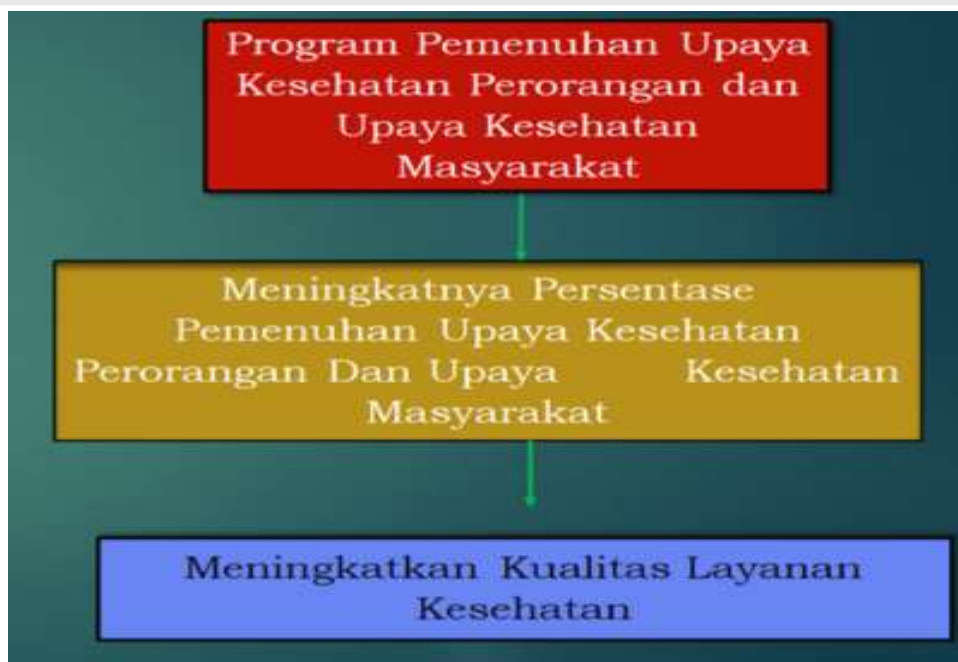 Program Pemenuhan Upaya
Kesehatan Perorangan dan
Upaya Kesehatan
Masyarakat
Meningkatnya Persentase
Pemenuhan Upaya Kesehatan
Perorangan Dan Upaya Kesehatan
Masyarakat
Meningkatkan Kualitas Layanan
Kesehatan